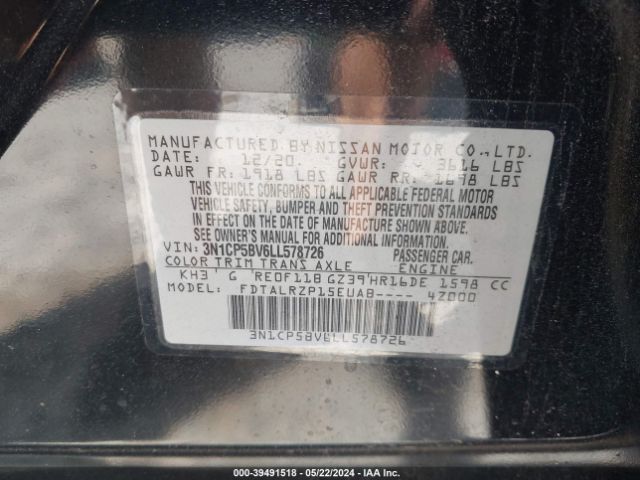 MANUFACTURED BY NISSAN MOTOR CO.,LTD.
DATE: 12/20 GVWR: 3616 LBS
GAWR FR: 1918 LBS GAWR RR: 1698 LBS
THIS VEHICLE CONFORMS TO ALL APPLICABLE FEDERAL MOTOR
VEHICLE SAFETY, BUMPER AND THEFT PREVENTION STANDARDS
IN EFFECT ON THE DATE OF MANUFACTURE SHOWN ABOVE.
SEE OWNER'S MANUAL FOR ADDITIONAL INFO.
VIN: 3N1CP5BV6LL578726 PASSENGER CAR.
COLOR TRIM TRANS AXLE ENGINE
KH3 G RE0F11B GZ39 HR16DE 1598 CC
MODEL: FDTALRZP15EUAB---- 4Z000
3N1CP5BV6LL578726
000-39491518 - 05/22/2024 - IAA Inc.